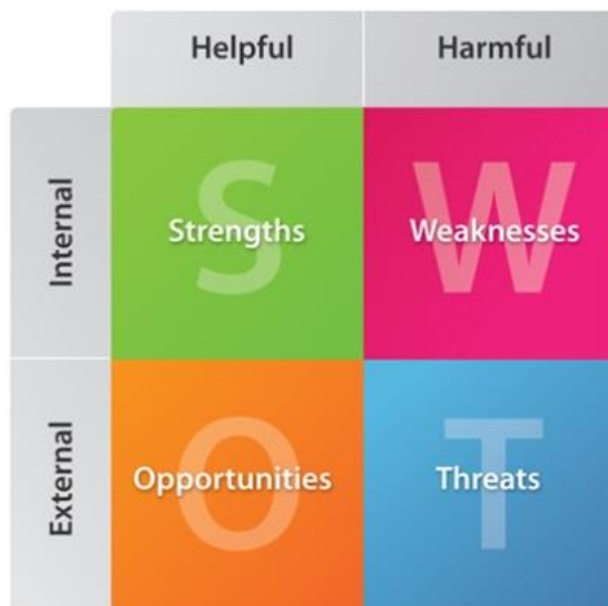 Helpful
Harmful
Internal
S
Strengths
W
Weaknesses
External
O
Opportunities
T
Threats